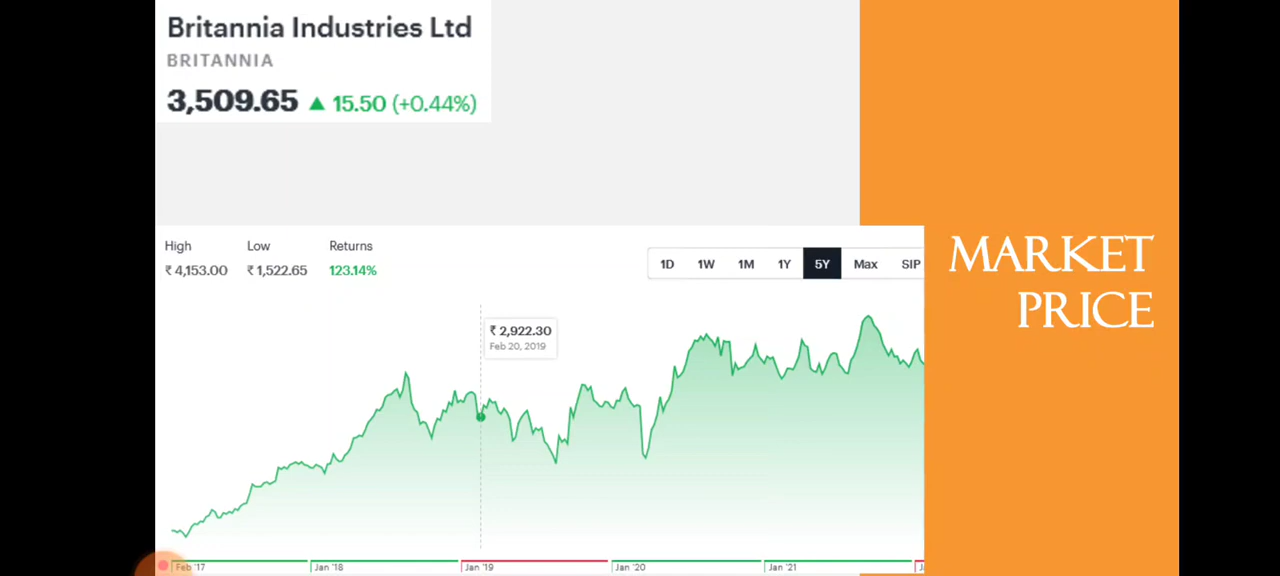 Britannia Industries Ltd
BRITANNIA
3,509.65 ▲ 15.50 (+0.44%)
High Low Returns
₹ 4,153.00 ₹ 1,522.65 123.14%
1D 1W 1M 1Y 5Y Max SIP
MARKET
PRICE
₹ 2,922.30
Feb 20, 2019
Feb '17 Jan '18 Jan '19 Jan '20 Jan '21